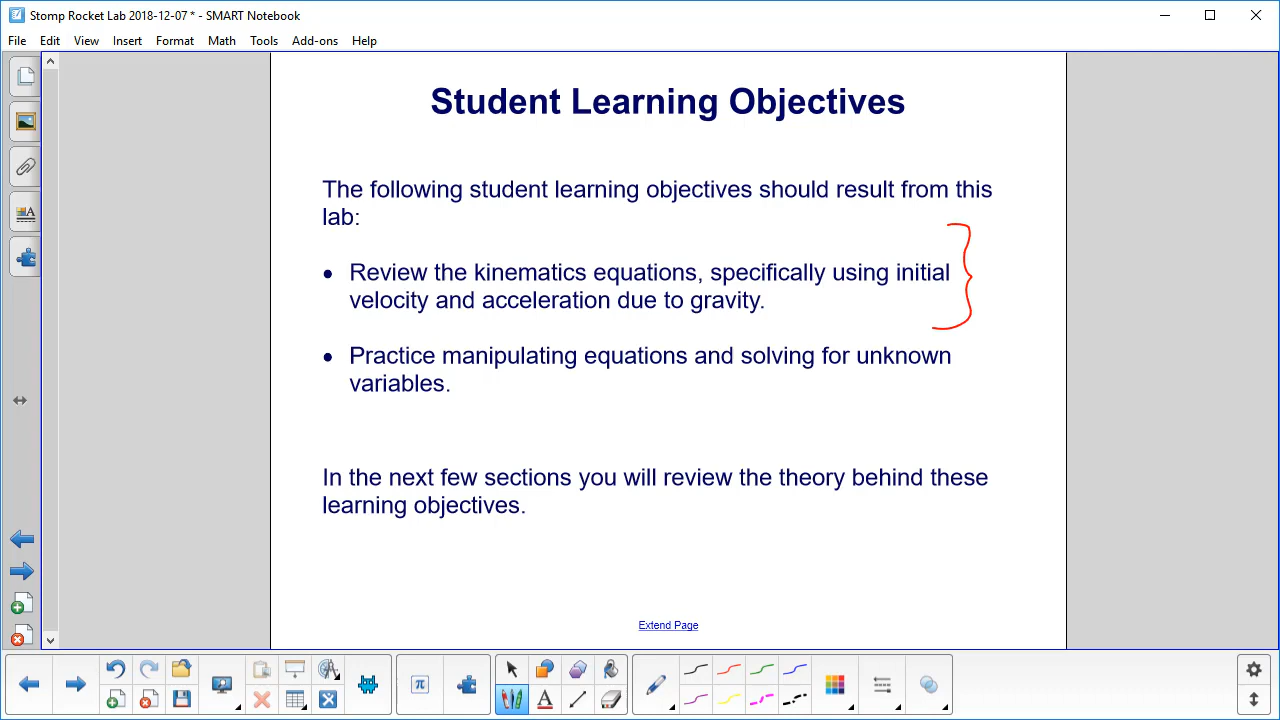 Stomp Rocket Lab 2018-12-07 * - SMART Notebook
File Edit View Insert Format Math Tools Add-ons Help
Student Learning Objectives
The following student learning objectives should result from this
lab:
• Review the kinematics equations, specifically using initial
velocity and acceleration due to gravity.
• Practice manipulating equations and solving for unknown
variables.
In the next few sections you will review the theory behind these
learning objectives.
Extend Page
π
A